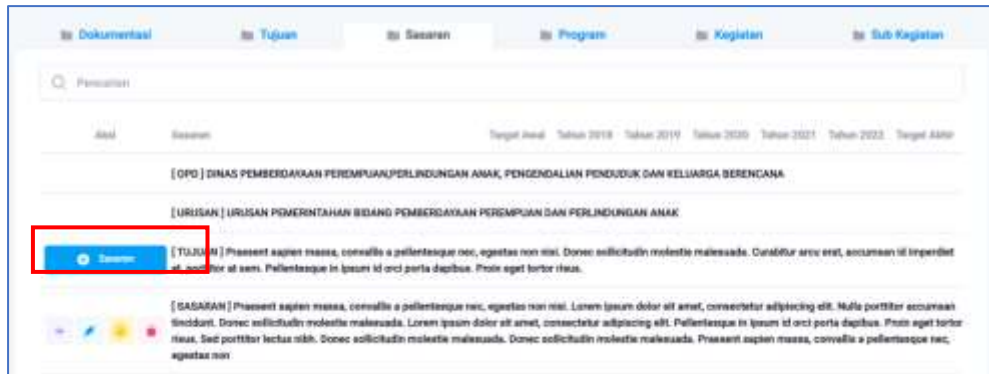 Dokumentasi Tujuan Sasaran Program Kegiatan Sub Kegiatan
Pencarian
Aksi Sasaran Target Awal Tahun 2018 Tahun 2019 Tahun 2020 Tahun 2021 Tahun 2022 Target Akhir
[ OPD ] DINAS PEMBERDAYAAN PEREMPUAN,PERLINDUNGAN ANAK, PENGENDALIAN PENDUDUK DAN KELUARGA BERENCANA
[ URUSAN ] URUSAN PEMERINTAHAN BIDANG PEMBERDAYAAN PEREMPUAN DAN PERLINDUNGAN ANAK
Sasaran
[ TUJUAN ] Praesent sapien massa, convallis a pellentesque nec, egestas non nisi. Donec sollicitudin molestie malesuada. Curabitur arcu erat, accumsan id imperdiet
et, porttitor at sem. Pellentesque in ipsum id orci porta dapibus. Proin eget tortor risus.
[ SASARAN ] Praesent sapien massa, convallis a pellentesque nec, egestas non nisi. Lorem ipsum dolor sit amet, consectetur adipiscing elit. Nulla porttitor accumsan
tincidunt. Donec sollicitudin molestie malesuada. Lorem ipsum dolor sit amet, consectetur adipiscing elit. Pellentesque in ipsum id orci porta dapibus. Proin eget tortor
risus. Sed porttitor lectus nibh. Donec sollicitudin molestie malesuada. Donec sollicitudin molestie malesuada. Praesent sapien massa, convallis a pellentesque nec,
egestas non